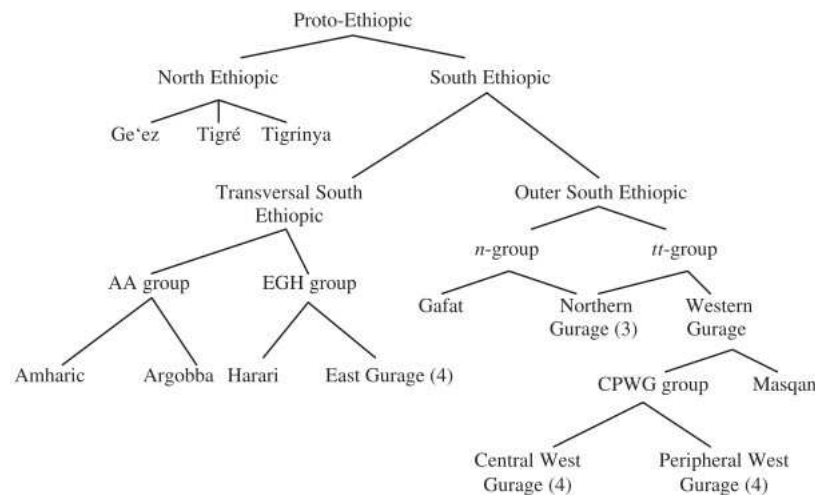 Proto-Ethiopic
North Ethiopic
South Ethiopic
Ge‘ez
Tigré
Tigrinya
Transversal South
Ethiopic
Outer South Ethiopic
n-group
tt-group
AA group
EGH group
Gafat
Northern
Gurage (3)
Western
Gurage
Amharic
Argobba
Harari
East Gurage (4)
CPWG group
Masqan
Central West
Gurage (4)
Peripheral West
Gurage (4)